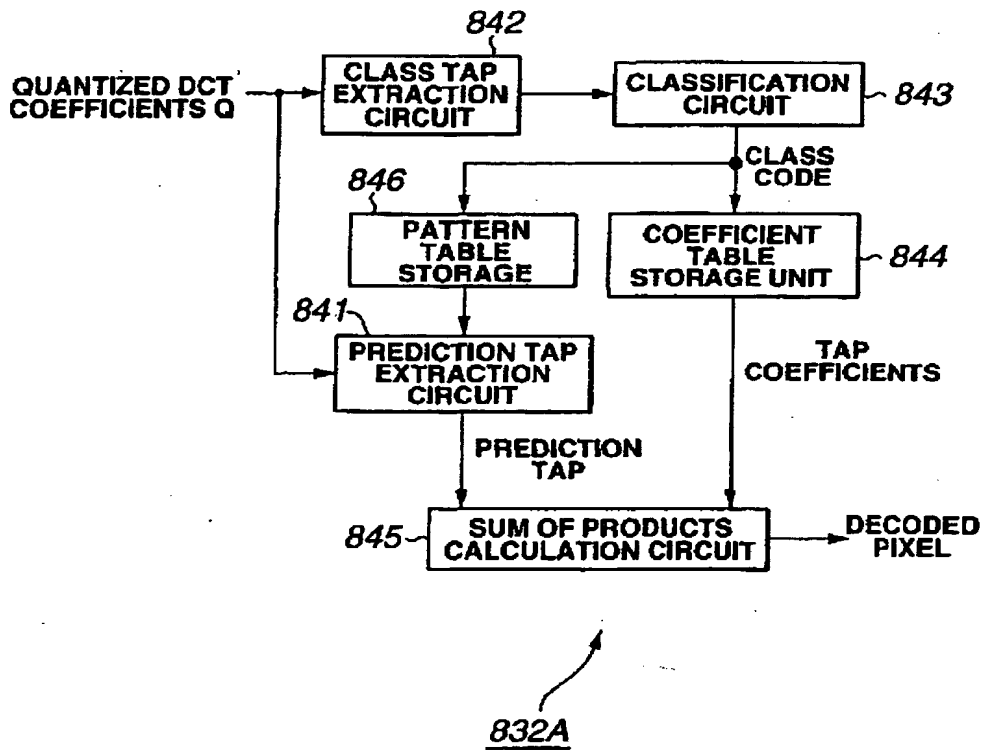 842
QUANTIZED DCT
COEFFICIENTS Q
CLASS TAP
EXTRACTION
CIRCUIT
CLASSIFICATION
CIRCUIT
843
CLASS
CODE
846
PATTERN
TABLE
STORAGE
COEFFICIENT
TABLE
STORAGE UNIT
844
841
PREDICTION TAP
EXTRACTION
CIRCUIT
TAP
COEFFICIENTS
PREDICTION
TAP
845
SUM OF PRODUCTS
CALCULATION CIRCUIT
DECODED
PIXEL
832A